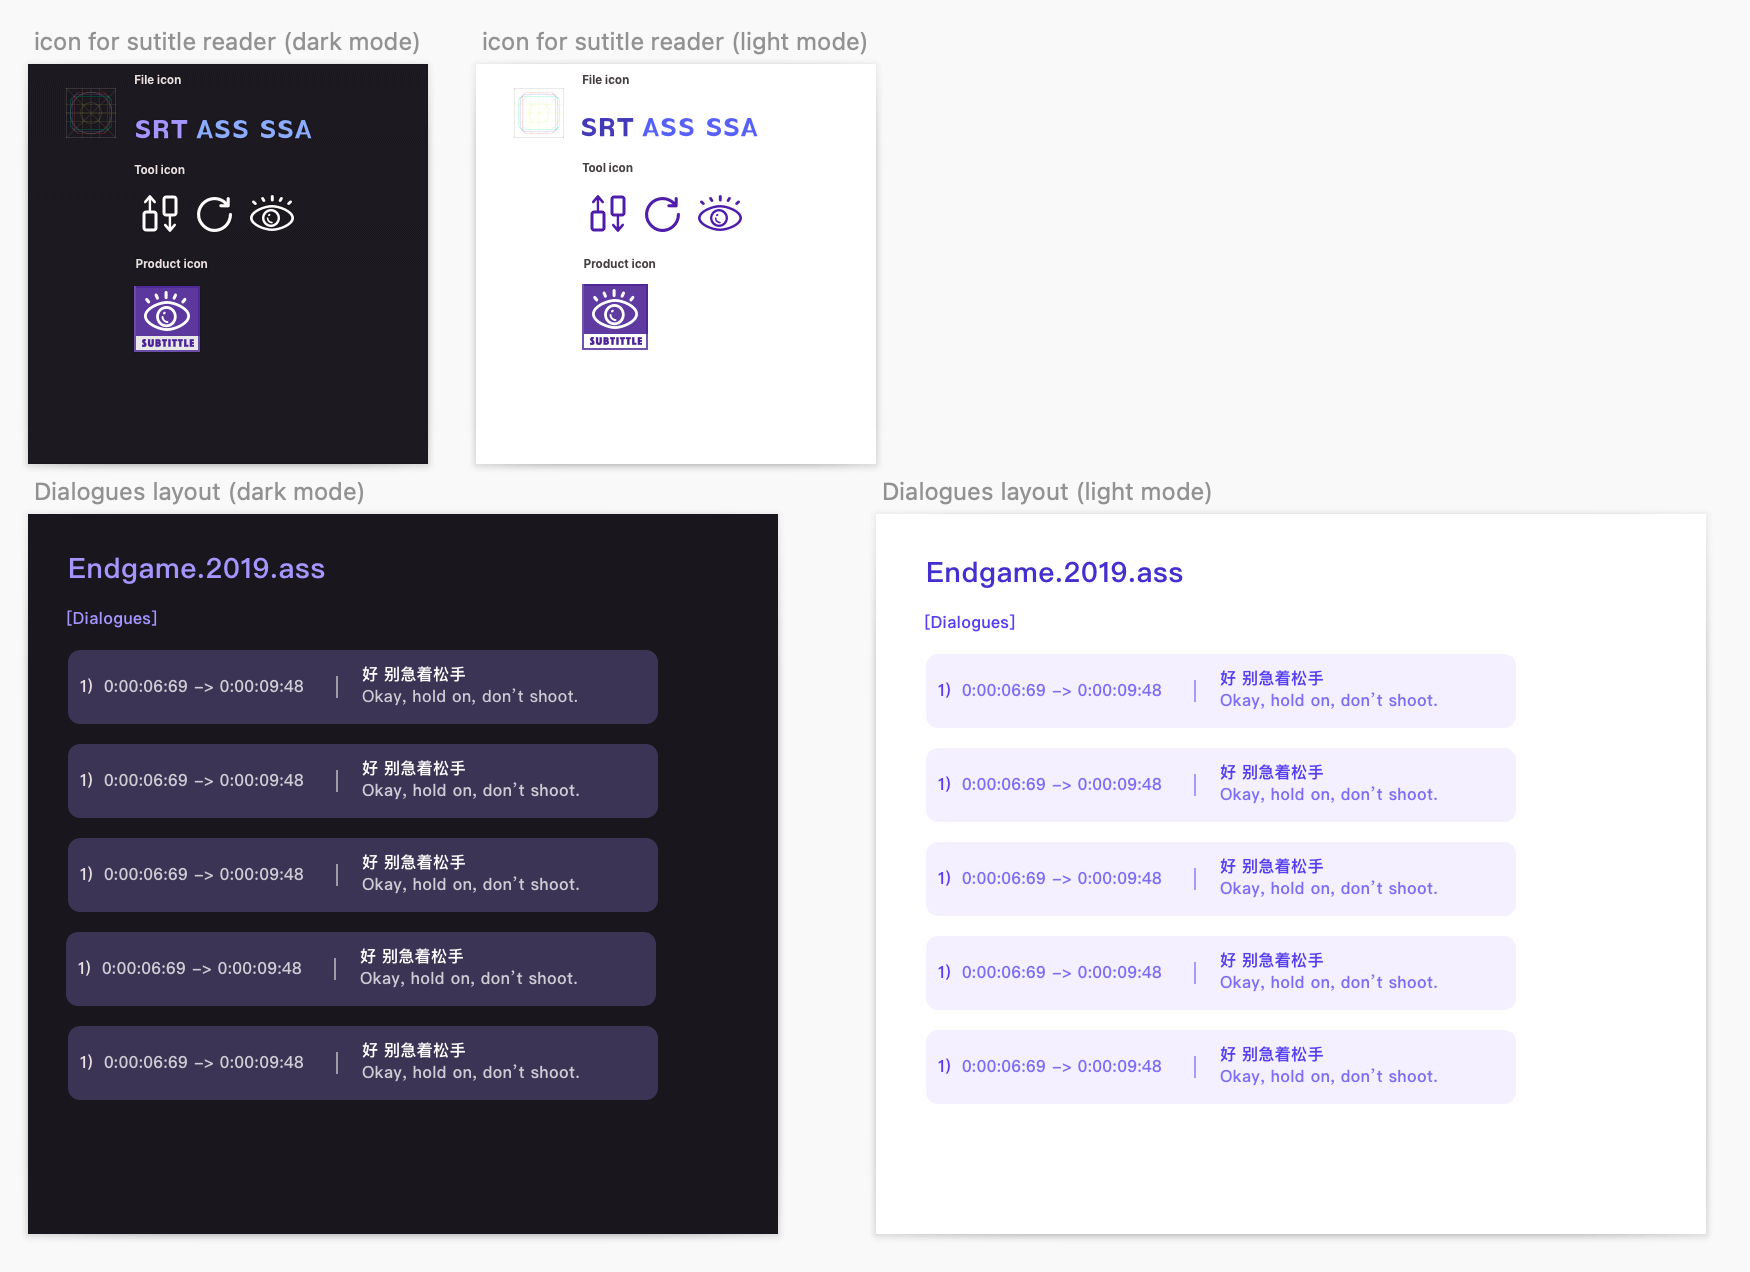 icon for sutitle reader (dark mode)
File icon
SRT ASS SSA
Tool icon
Product icon
SUBTITTLE
icon for sutitle reader (light mode)
File icon
SRT ASS SSA
Tool icon
Product icon
SUBTITTLE
Dialogues layout (dark mode)
Endgame.2019.ass
[Dialogues]
1) 0:00:06:69 –> 0:00:09:48 | 好 别急着松手
Okay, hold on, don’t shoot.
1) 0:00:06:69 –> 0:00:09:48 | 好 别急着松手
Okay, hold on, don’t shoot.
1) 0:00:06:69 –> 0:00:09:48 | 好 别急着松手
Okay, hold on, don’t shoot.
1) 0:00:06:69 –> 0:00:09:48 | 好 别急着松手
Okay, hold on, don’t shoot.
1) 0:00:06:69 –> 0:00:09:48 | 好 别急着松手
Okay, hold on, don’t shoot.
Dialogues layout (light mode)
Endgame.2019.ass
[Dialogues]
1) 0:00:06:69 –> 0:00:09:48 | 好 别急着松手
Okay, hold on, don’t shoot.
1) 0:00:06:69 –> 0:00:09:48 | 好 别急着松手
Okay, hold on, don’t shoot.
1) 0:00:06:69 –> 0:00:09:48 | 好 别急着松手
Okay, hold on, don’t shoot.
1) 0:00:06:69 –> 0:00:09:48 | 好 别急着松手
Okay, hold on, don’t shoot.
1) 0:00:06:69 –> 0:00:09:48 | 好 别急着松手
Okay, hold on, don’t shoot.